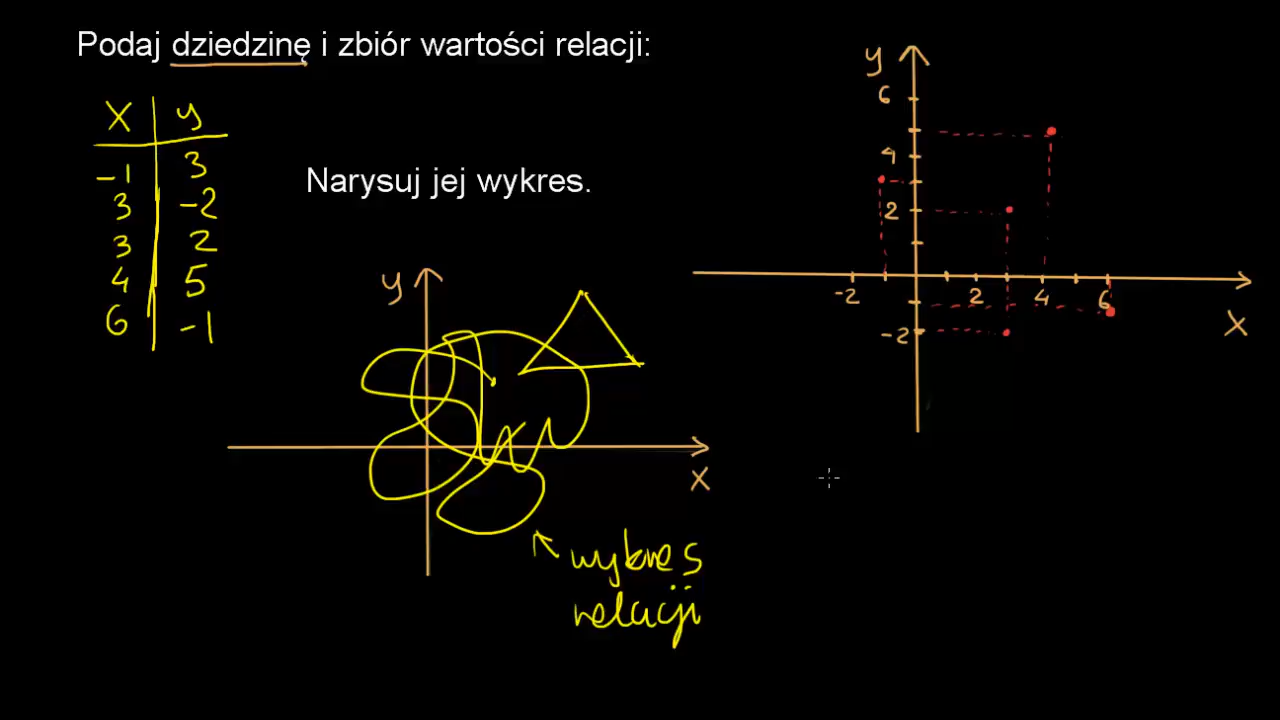 Podaj dziedzinę i zbiór wartości relacji:
x y
-1 3
3 -2
3 2
4 5
6 -1
Narysuj jej wykres.
y
x
wykres
relacji
y
6
4
2
-2 2 4 6
x
-2